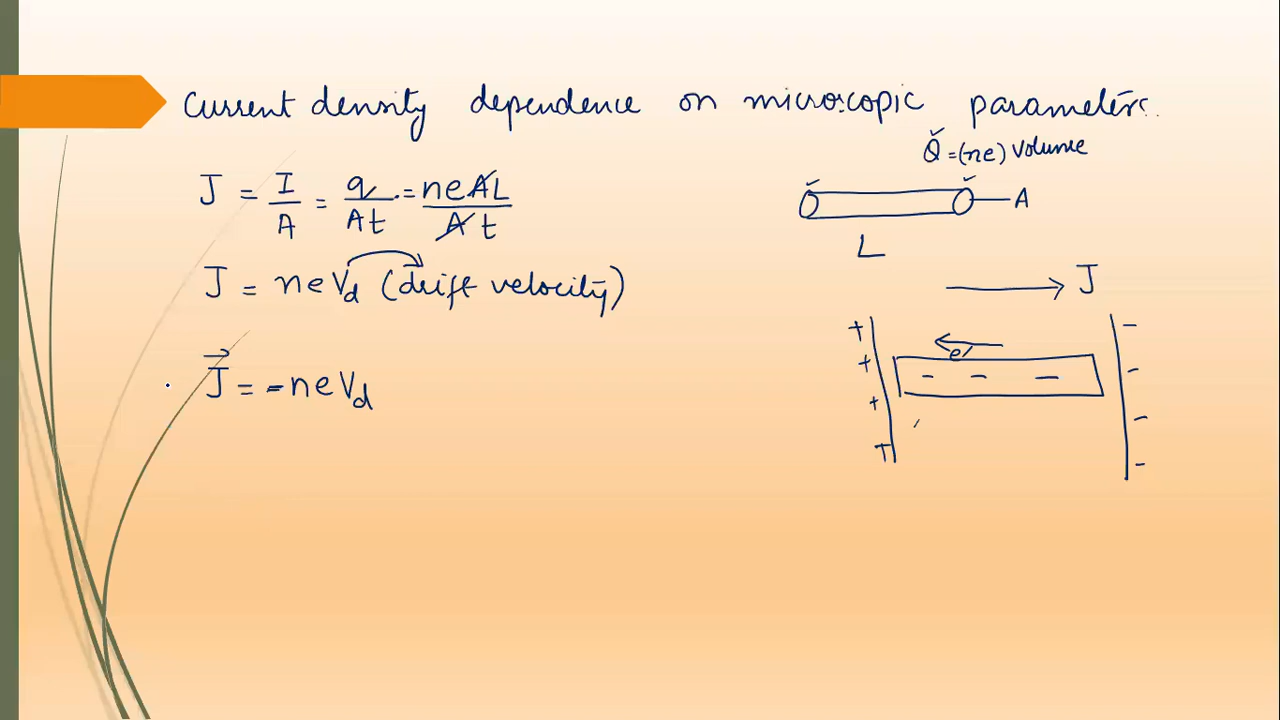 Current density dependence on microscopic parameters
Q = (ne) Volume
J = I/A = q/At = neAL/At
A
L
J = neVd (drift velocity)
J
+ −
e⁻
+ − − − −
+ −
+ −
J⃗ = -neVd